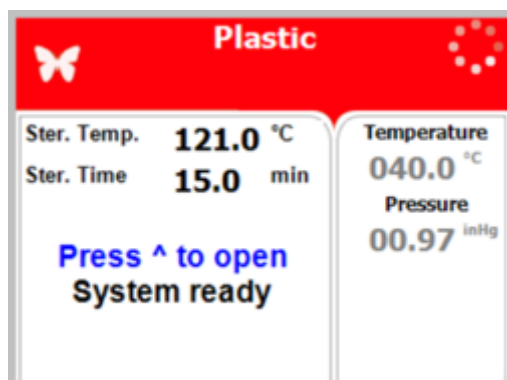 Plastic
Ster. Temp. 121.0 °C
Ster. Time 15.0 min
Press ^ to open
System ready
Temperature
040.0 °C
Pressure
00.97 inHg